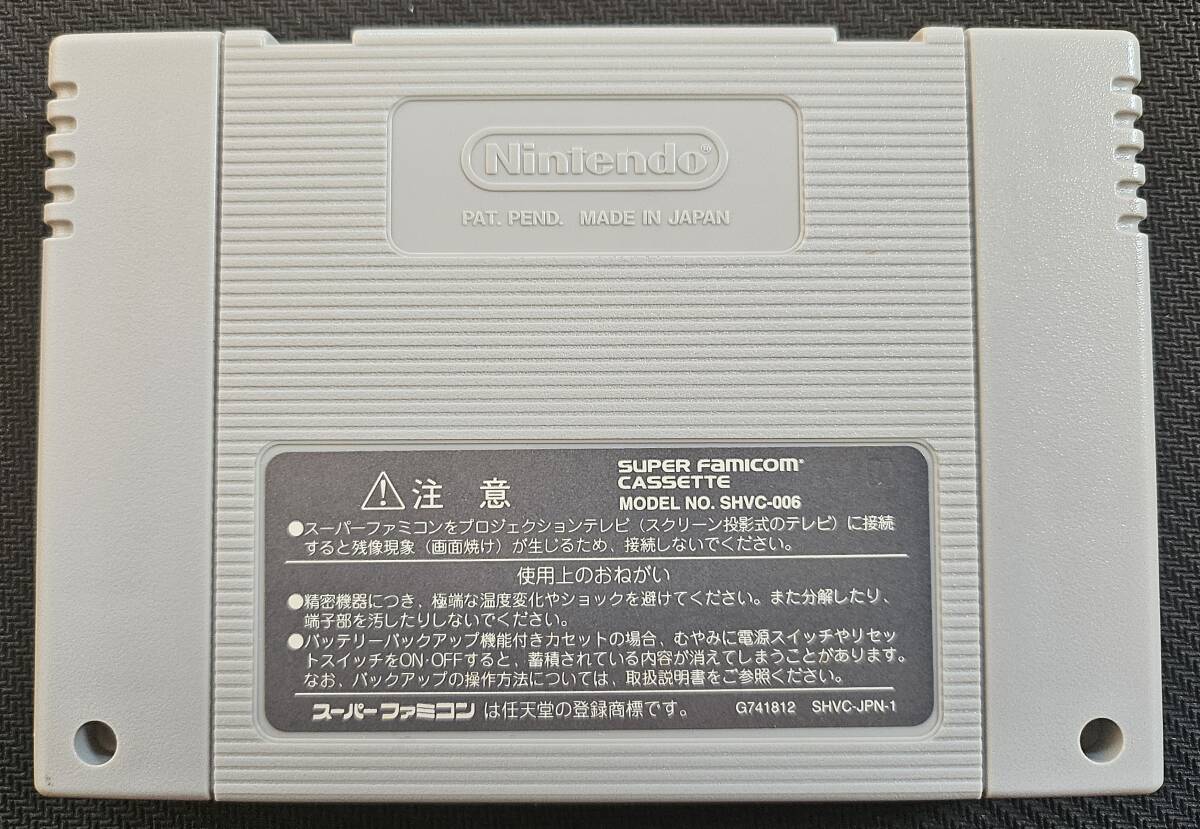 Nintendo®
PAT. PEND. MADE IN JAPAN
⚠注意
SUPER FAMICOM
CASSETTE
MODEL NO. SHVC-006
●スーパーファミコンをプロジェクションテレビ（スクリーン投影式のテレビ）に接続
すると残像現象（画面焼け）が生じるため、接続しないでください。
使用上のおねがい
●精密機器につき、極端な温度変化やショックを避けてください。また分解したり、
端子部を汚したりしないでください。
●バッテリーバックアップ機能付きカセットの場合、むやみに電源スイッチやリセッ
トスイッチをON·OFFすると、蓄積されている内容が消えてしまうことがあります。
なお、バックアップの操作方法については、取扱説明書をご参照ください。
スーパーファミコン は任天堂の登録商標です。 G741812 SHVC-JPN-1